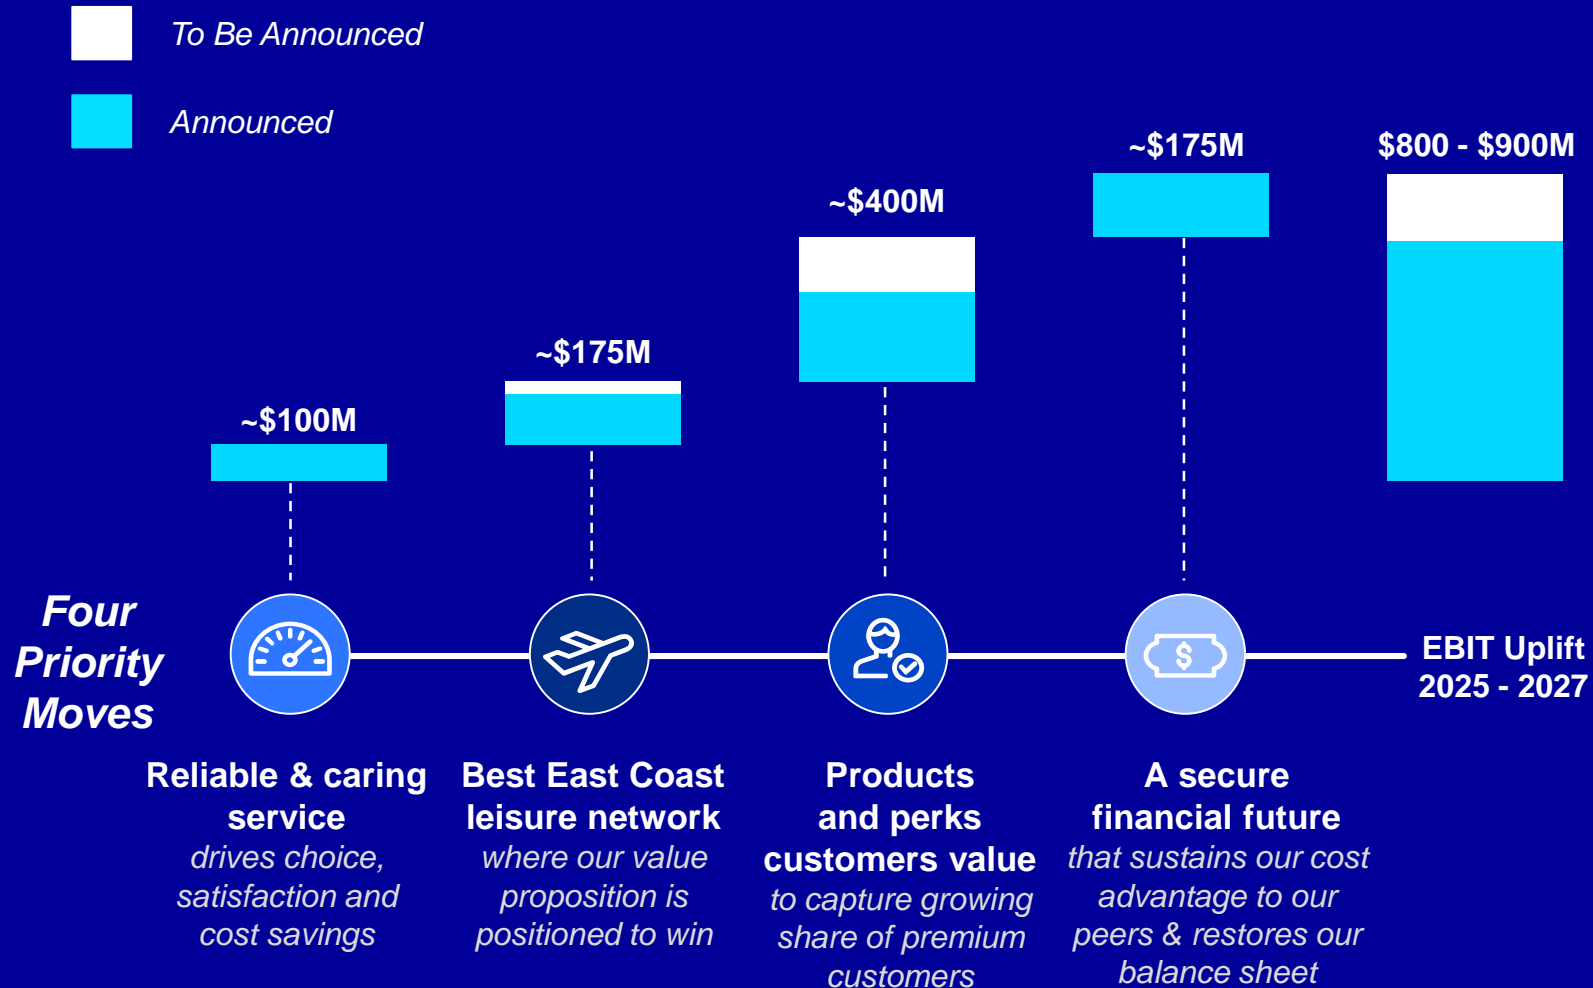 To Be Announced
Announced
~$100M
~$175M
~$400M
~$175M
$800 - $900M
Four
Priority
Moves
$
EBIT Uplift
2025 - 2027
Reliable & caring
service
drives choice,
satisfaction and
cost savings
Best East Coast
leisure network
where our value
proposition is
positioned to win
Products
and perks
customers value
to capture growing
share of premium
customers
A secure
financial future
that sustains our cost
advantage to our
peers & restores our
balance sheet